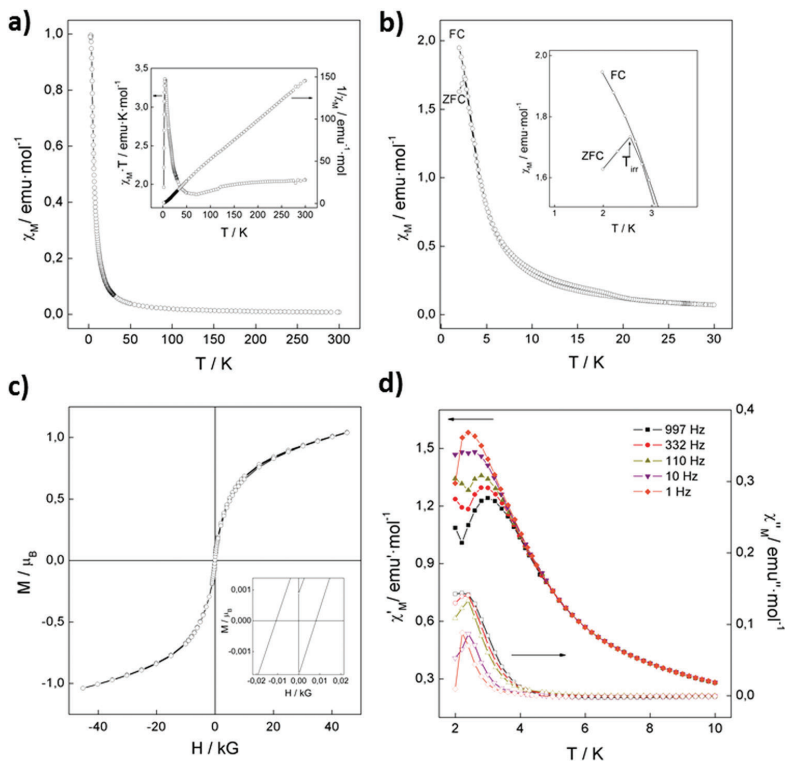 a)
χM/ emu·mol-1
1,0
0,8
0,6
0,4
0,2
0,0
0 50 100 150 200 250 300
T / K
χM·T / emu·K·mol-1
3,5
3,0
2,5
2,0
150
100
50
0
1/χM / emu-1·mol
0 50 100 150 200 250 300
T / K
b)
χM/ emu·mol-1
2,0
1,5
1,0
0,5
0,0
FC
ZFC
0 5 10 15 20 25 30
T / K
χM/ emu·mol-1
2,0
1,8
1,6
FC
ZFC
Tirr
1 2 3
T / K
c)
M / μB
1,0
0,5
0,0
-0,5
-1,0
-40 -20 0 20 40
H / kG
M / μB
0,001
0,000
-0,001
-0,02 -0,01 0,00 0,01 0,02
H / kG
d)
χ'M/ emu'·mol-1
1,5
1,2
0,9
0,6
0,3
997 Hz
332 Hz
110 Hz
10 Hz
1 Hz
0,4
0,3
0,2
0,1
0,0
χ''M/ emu''·mol-1
2 4 6 8 10
T / K